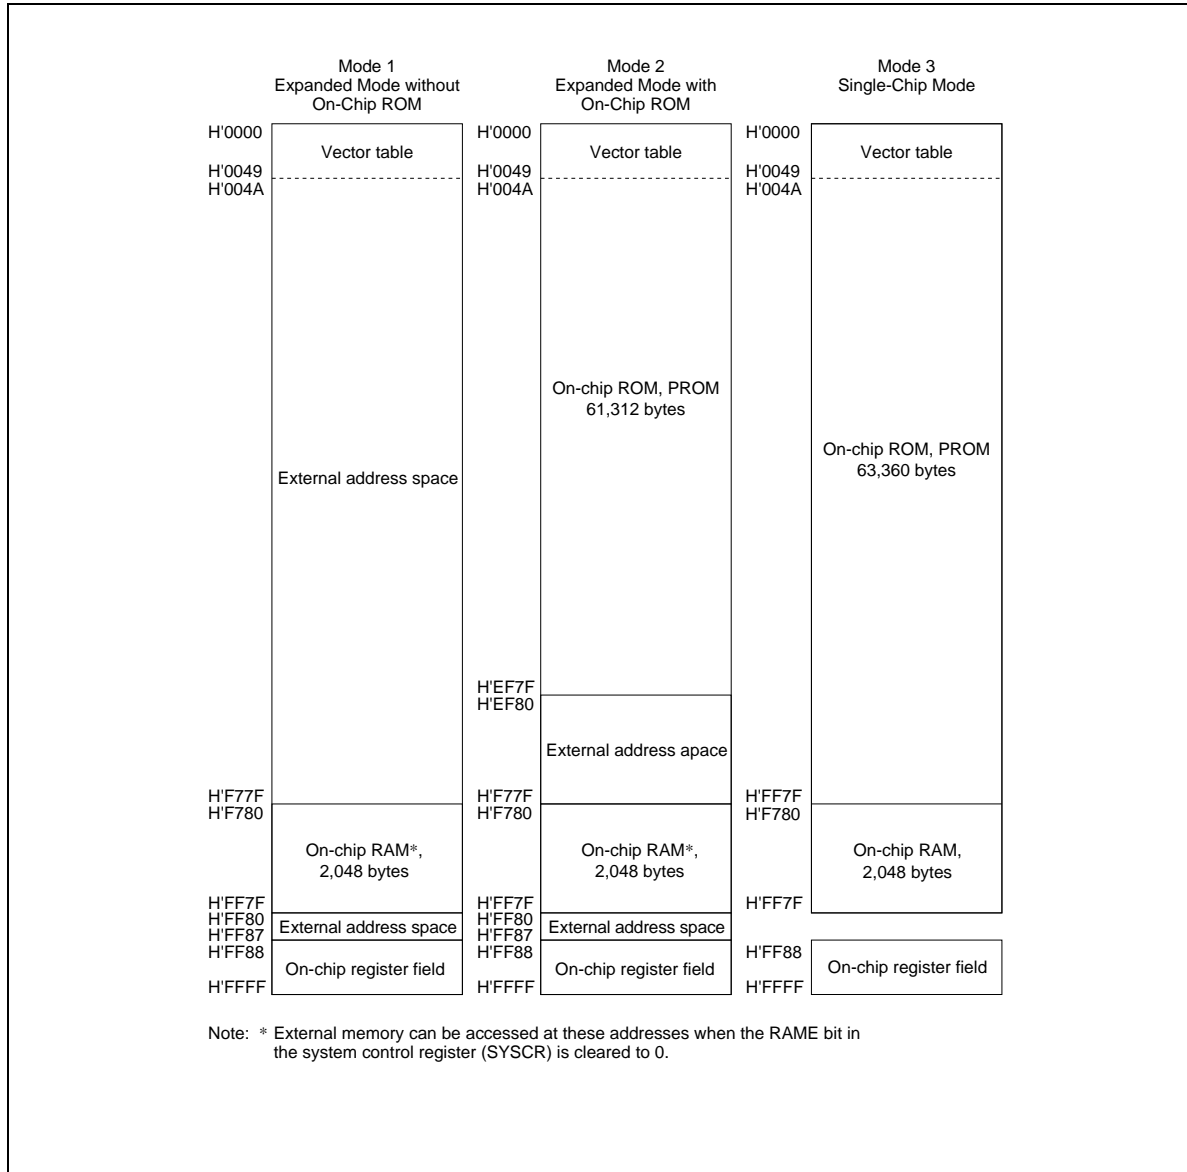 Mode 1
Expanded Mode without
On-Chip ROM
H'0000
Vector table
H'0049
H'004A
External address space
H'F77F
H'F780
On-chip RAM*,
2,048 bytes
H'FF7F
H'FF80
External address space
H'FF87
H'FF88
On-chip register field
H'FFFF
Mode 2
Expanded Mode with
On-Chip ROM
H'0000
Vector table
H'0049
H'004A
On-chip ROM, PROM
61,312 bytes
H'EF7F
H'EF80
External address apace
H'F77F
H'F780
On-chip RAM*,
2,048 bytes
H'FF7F
H'FF80
External address space
H'FF87
H'FF88
On-chip register field
H'FFFF
Mode 3
Single-Chip Mode
H'0000
Vector table
H'0049
H'004A
On-chip ROM, PROM
63,360 bytes
H'FF7F
H'F780
On-chip RAM,
2,048 bytes
H'FF7F
H'FF88
On-chip register field
H'FFFF
Note: * External memory can be accessed at these addresses when the RAME bit in
the system control register (SYSCR) is cleared to 0.